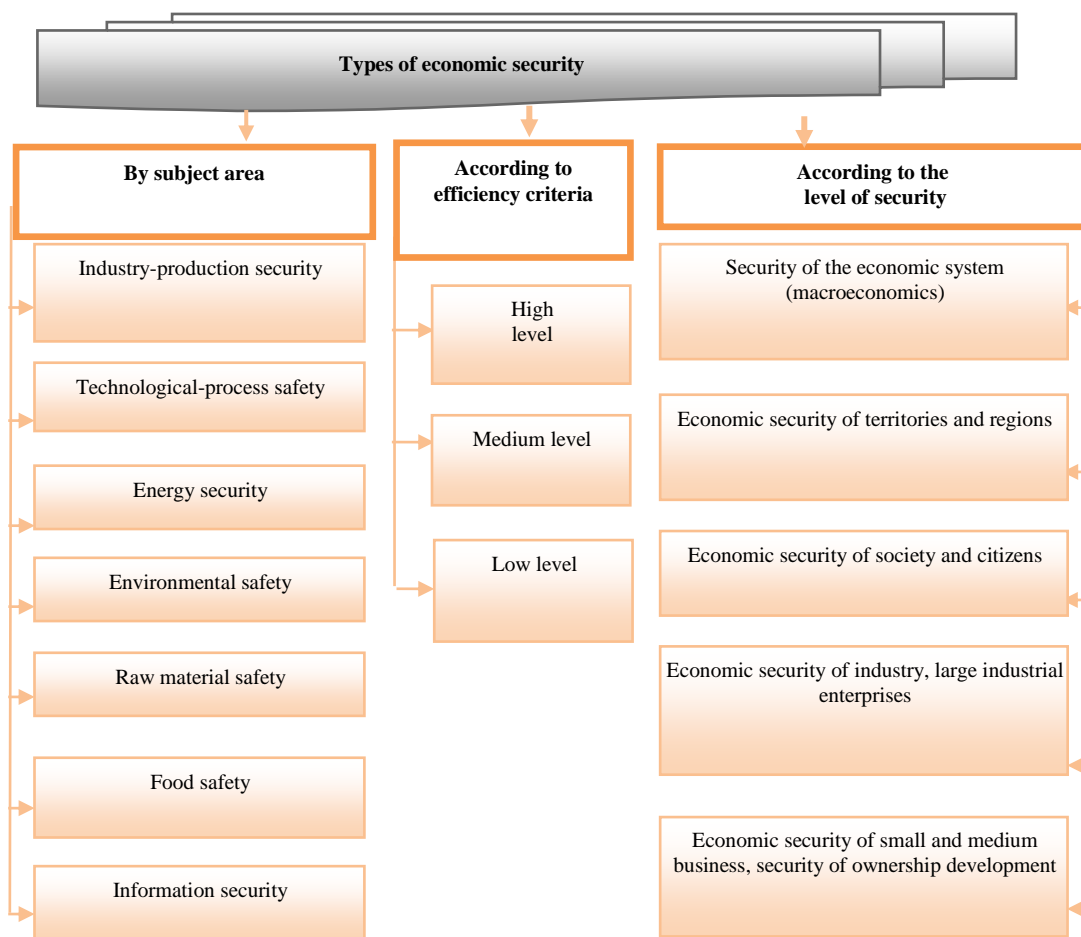 Types of economic security
By subject area
According to
efficiency criteria
According to the
level of security
Industry-production security
Technological-process safety
Energy security
Environmental safety
Raw material safety
Food safety
Information security
High
level
Medium level
Low level
Security of the economic system
(macroeconomics)
Economic security of territories and regions
Economic security of society and citizens
Economic security of industry, large industrial
enterprises
Economic security of small and medium
business, security of ownership development